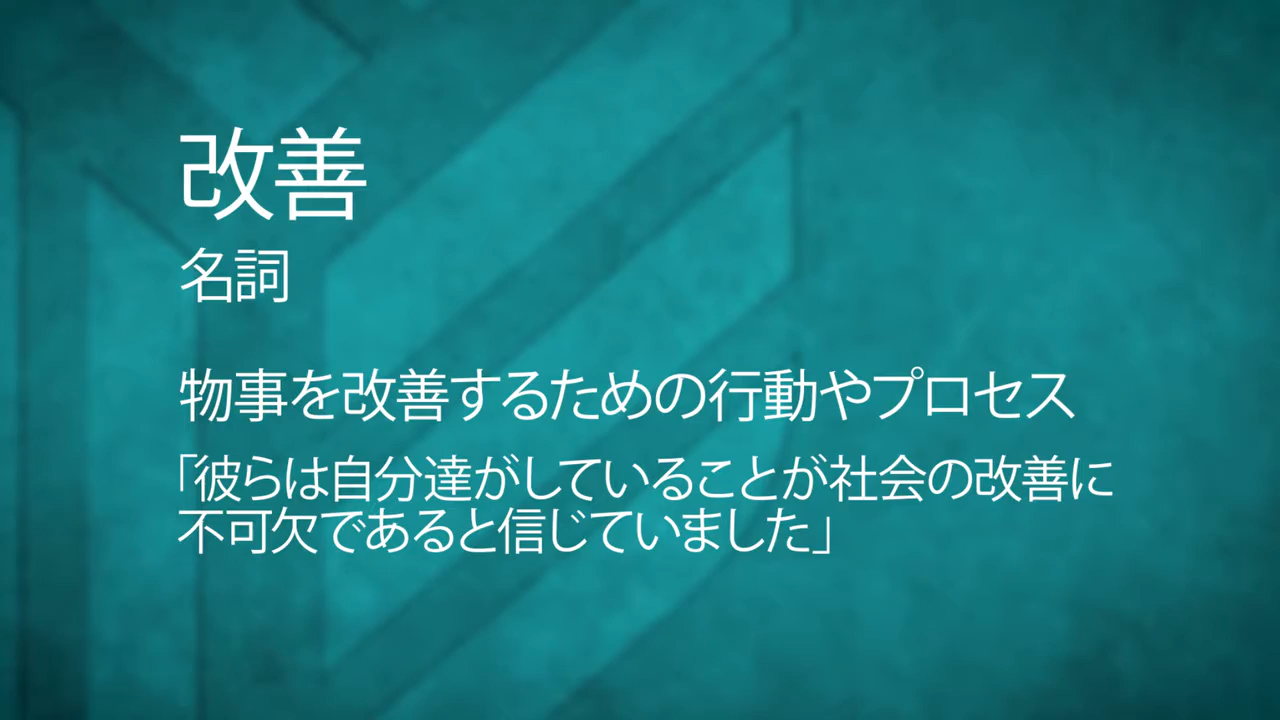 改善
名詞
物事を改善するための行動やプロセス
「彼らは自分達がしていることが社会の改善に
不可欠であると信じていました」